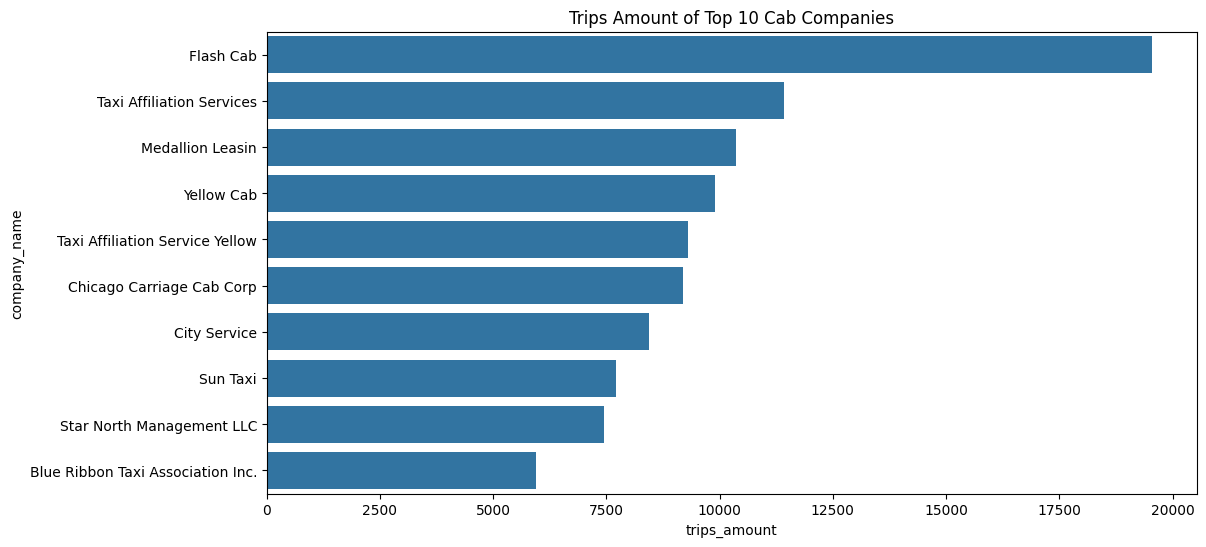 Trips Amount of Top 10 Cab Companies
company_name
Flash Cab
Taxi Affiliation Services
Medallion Leasin
Yellow Cab
Taxi Affiliation Service Yellow
Chicago Carriage Cab Corp
City Service
Sun Taxi
Star North Management LLC
Blue Ribbon Taxi Association Inc.
0 2500 5000 7500 10000 12500 15000 17500 20000
trips_amount